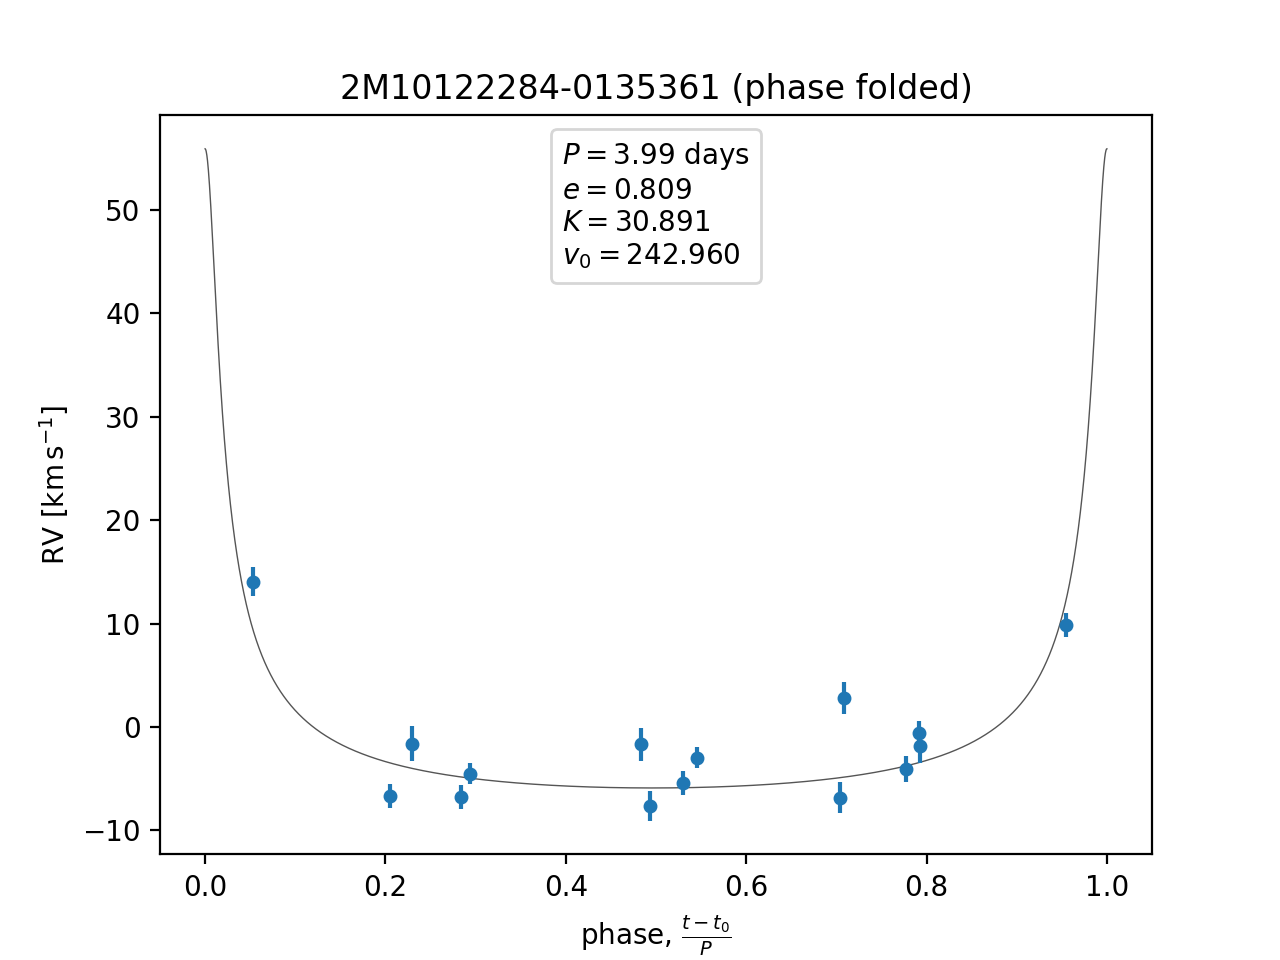 2M10122284-0135361 (phase folded)
P = 3.99 days
e = 0.809
K = 30.891
v₀ = 242.960
50
40
30
20
10
0
−10
RV [km s⁻¹]
0.0 0.2 0.4 0.6 0.8 1.0
phase, (t − t₀)/P